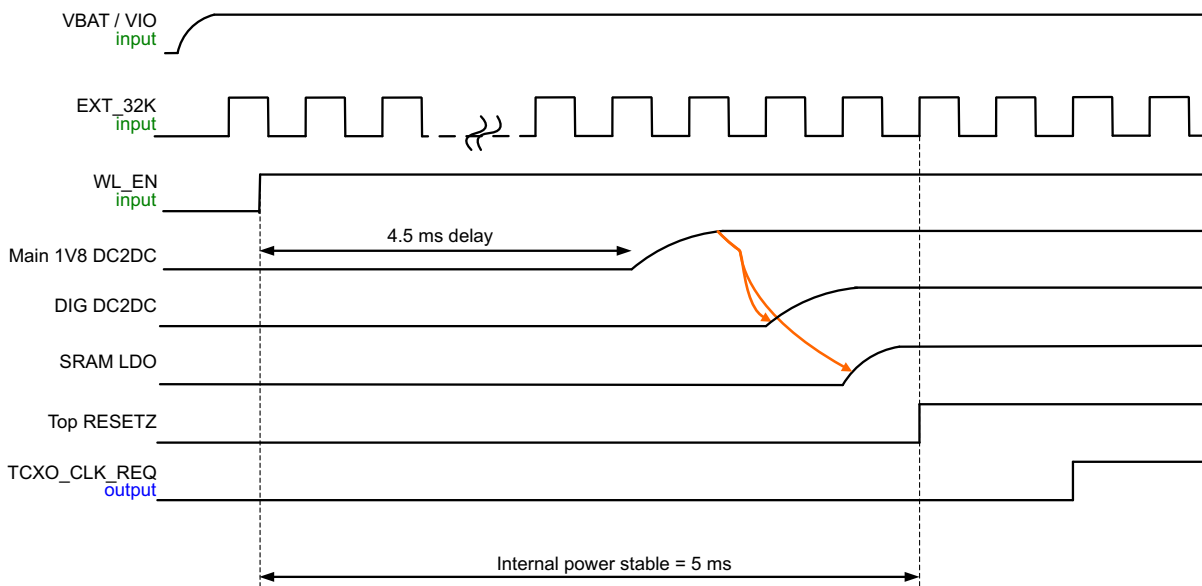 VBAT / VIO
input
EXT_32K
input
WL_EN
input
4.5 ms delay
Main 1V8 DC2DC
DIG DC2DC
SRAM LDO
Top RESETZ
TCXO_CLK_REQ
output
Internal power stable = 5 ms